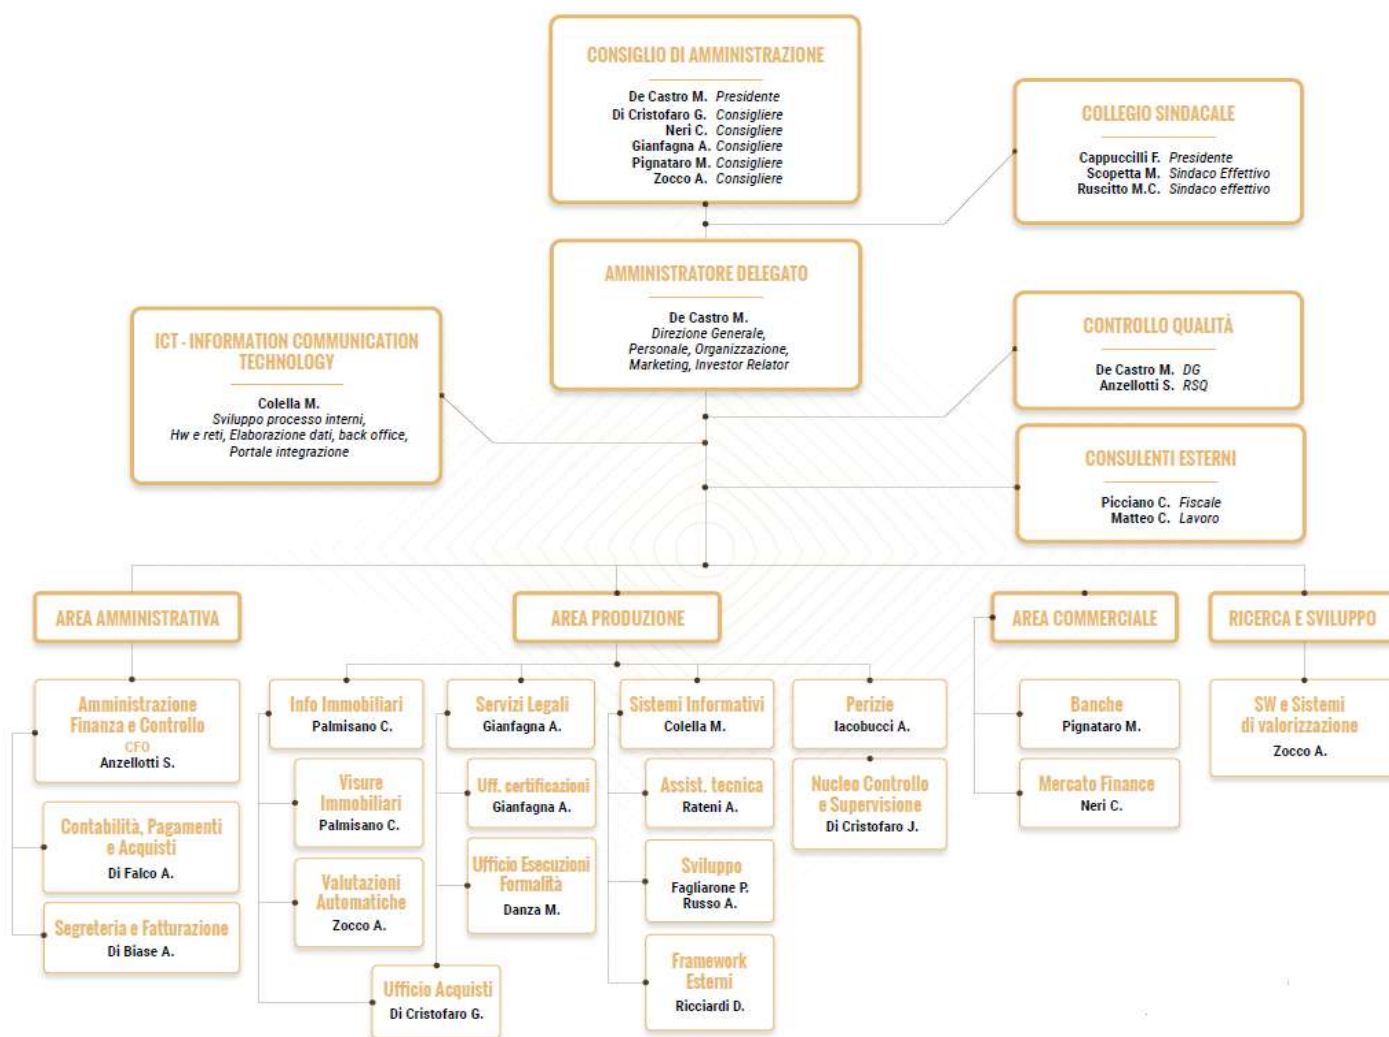 CONSIGLIO DI AMMINISTRAZIONE
De Castro M. Presidente
Di Cristofaro G. Consigliere
Neri C. Consigliere
Gianfagna A. Consigliere
Pignataro M. Consigliere
Zocco A. Consigliere
COLLEGIO SINDACALE
Cappuccilli F. Presidente
Scopetta M. Sindaco Effettivo
Ruscitto M.C. Sindaco effettivo
AMMINISTRATORE DELEGATO
De Castro M.
Direzione Generale,
Personale, Organizzazione,
Marketing, Investor Relator
ICT - INFORMATION COMMUNICATION
TECHNOLOGY
Colella M.
Sviluppo processo interni,
Hw e reti, Elaborazione dati, back office,
Portale integrazione
CONTROLLO QUALITÀ
De Castro M. DG
Anzellotti S. RSQ
CONSULENTI ESTERNI
Picciano C. Fiscale
Matteo C. Lavoro
AREA AMMINISTRATIVA
AREA PRODUZIONE
AREA COMMERCIALE
RICERCA E SVILUPPO
Amministrazione
Finanza e Controllo
CFO
Anzellotti S.
Contabilità, Pagamenti
e Acquisti
Di Falco A.
Segreteria e Fatturazione
Di Biase A.
Info Immobiliari
Palmisano C.
Visure
Immobiliari
Palmisano C.
Valutazioni
Automatiche
Zocco A.
Ufficio Acquisti
Di Cristofaro G.
Servizi Legali
Gianfagna A.
Uff. certificazioni
Gianfagna A.
Ufficio Esecuzioni
Formalità
Danza M.
Sistemi Informativi
Colella M.
Assist. tecnica
Rateni A.
Sviluppo
Fagliarone P.
Russo A.
Framework
Esterni
Ricciardi D.
Perizie
Iacobucci A.
Nucleo Controllo
e Supervisione
Di Cristofaro J.
Banche
Pignataro M.
Mercato Finance
Neri C.
SW e Sistemi
di valorizzazione
Zocco A.